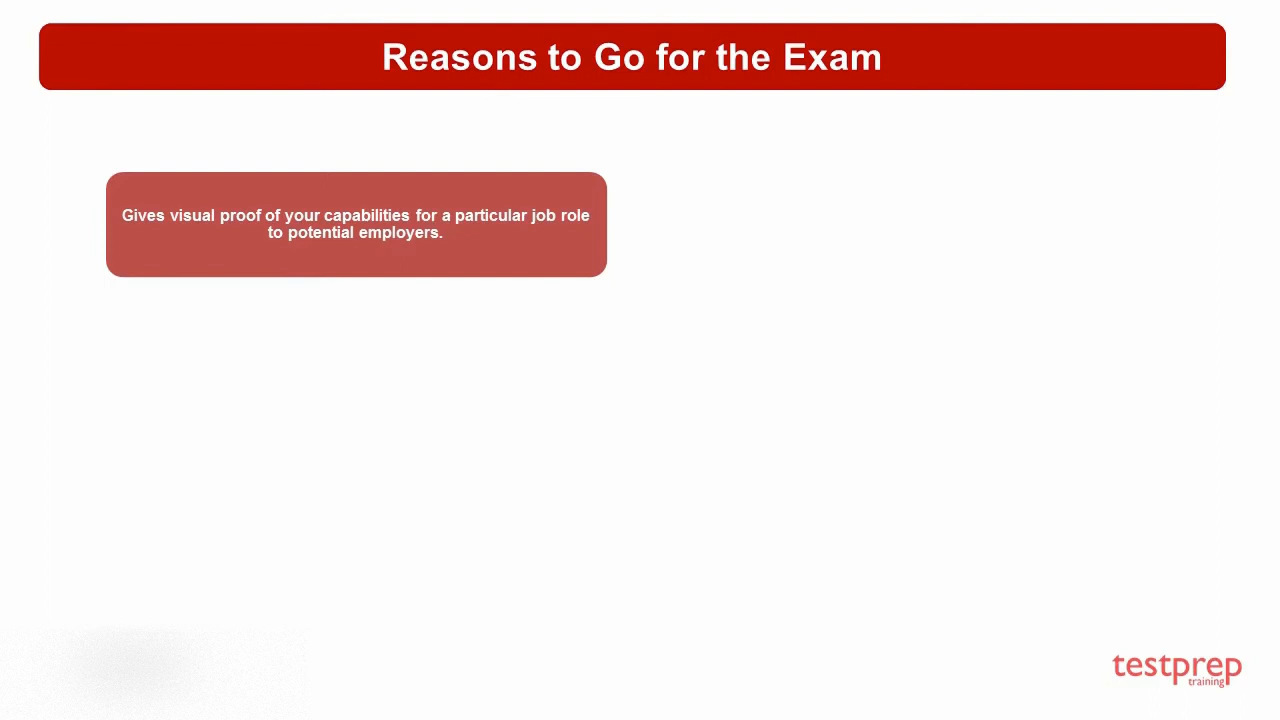 Reasons to Go for the Exam
Gives visual proof of your capabilities for a particular job role
to potential employers.
testprep
training